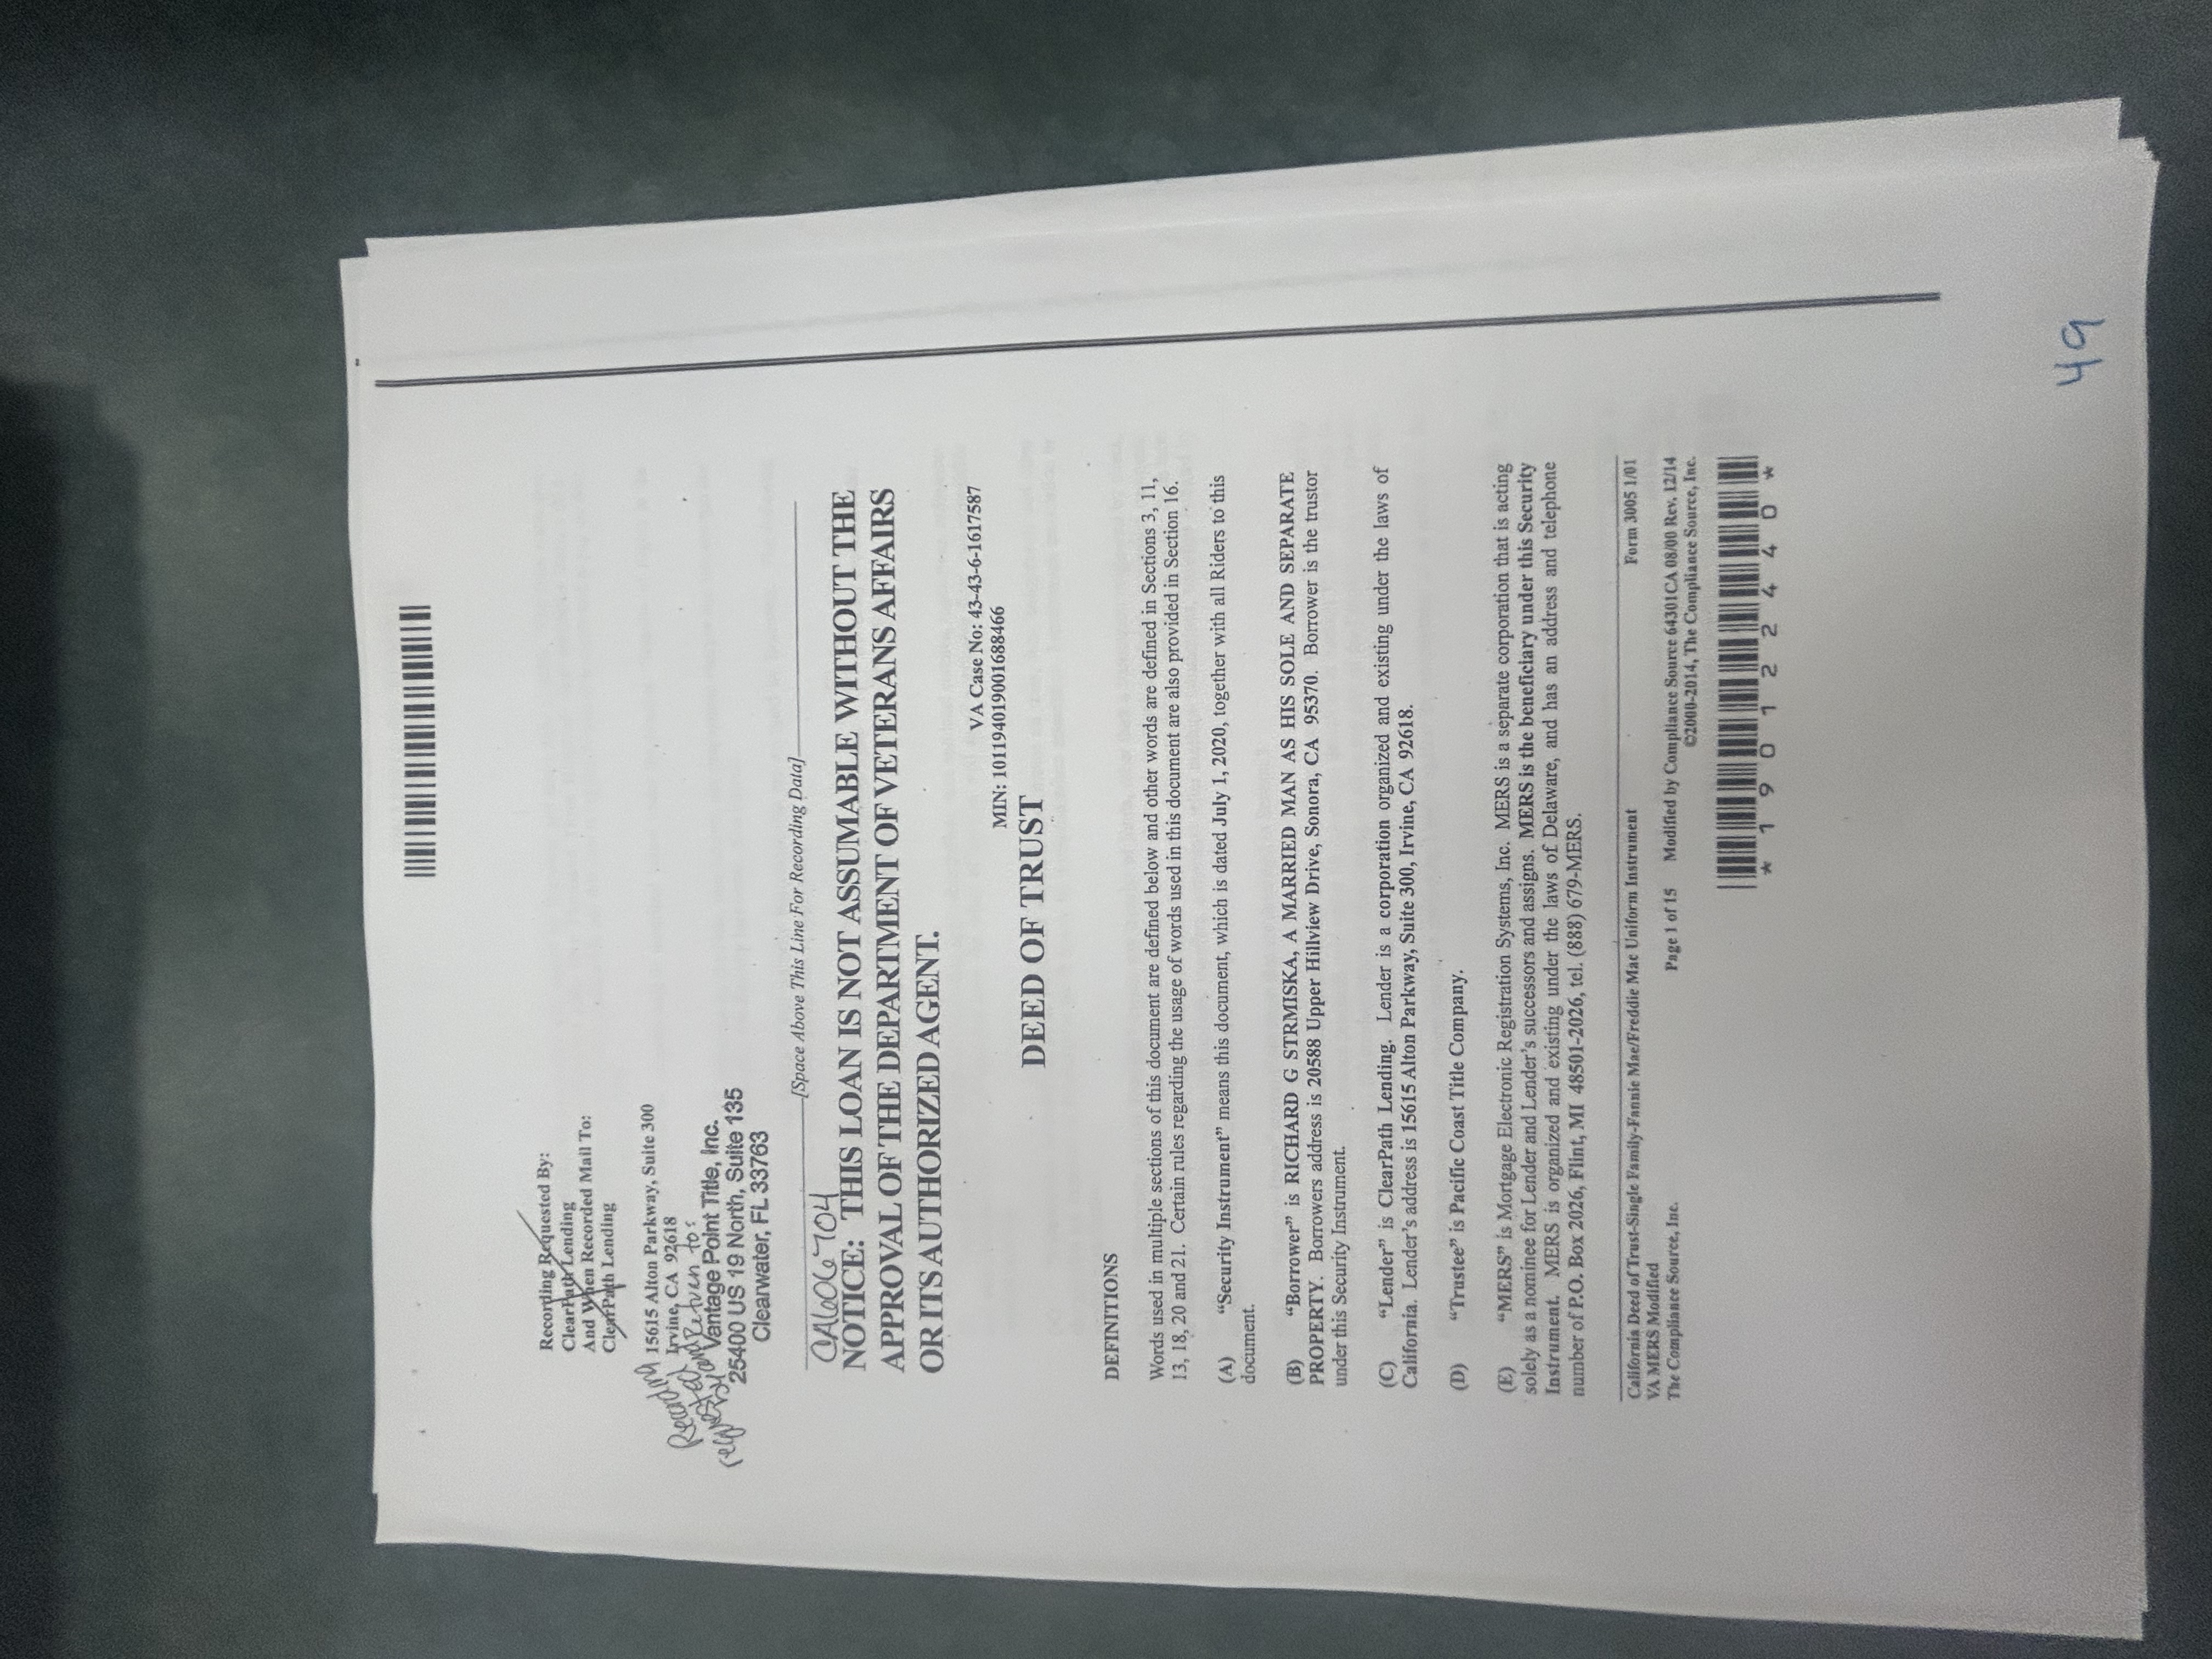 Recording Requested By:
ClearPath Lending
And When Recorded Mail To:
ClearPath Lending
15615 Alton Parkway, Suite 300
Irvine, CA 92618
Recording requested By and Return to:
Vantage Point Title, Inc.
25400 US 19 North, Suite 135
Clearwater, FL 33763
[Space Above This Line For Recording Data]
CA606704
NOTICE: THIS LOAN IS NOT ASSUMABLE WITHOUT THE
APPROVAL OF THE DEPARTMENT OF VETERANS AFFAIRS
OR ITS AUTHORIZED AGENT.
VA Case No: 43-43-6-1617587
MIN: 101194019001688466
DEED OF TRUST
DEFINITIONS
Words used in multiple sections of this document are defined below and other words are defined in Sections 3, 11,
13, 18, 20 and 21. Certain rules regarding the usage of words used in this document are also provided in Section 16.
(A) “Security Instrument” means this document, which is dated July 1, 2020, together with all Riders to this
document.
(B) “Borrower” is RICHARD G STRMISKA, A MARRIED MAN AS HIS SOLE AND SEPARATE
PROPERTY. Borrowers address is 20588 Upper Hillview Drive, Sonora, CA 95370. Borrower is the trustor
under this Security Instrument.
(C) “Lender” is ClearPath Lending. Lender is a corporation organized and existing under the laws of
California. Lender’s address is 15615 Alton Parkway, Suite 300, Irvine, CA 92618.
(D) “Trustee” is Pacific Coast Title Company.
(E) “MERS” is Mortgage Electronic Registration Systems, Inc. MERS is a separate corporation that is acting
solely as a nominee for Lender and Lender’s successors and assigns. MERS is the beneficiary under this Security
Instrument. MERS is organized and existing under the laws of Delaware, and has an address and telephone
number of P.O. Box 2026, Flint, MI 48501-2026, tel. (888) 679-MERS.
California Deed of Trust-Single Family-Fannie Mae/Freddie Mac Uniform Instrument Form 3005 1/01
VA MERS Modified
The Compliance Source, Inc. Page 1 of 15 Modified by Compliance Source 64301CA 08/00 Rev. 12/14
©2000-2014, The Compliance Source, Inc.
* 1 9 0 1 2 2 4 4 0 *
49